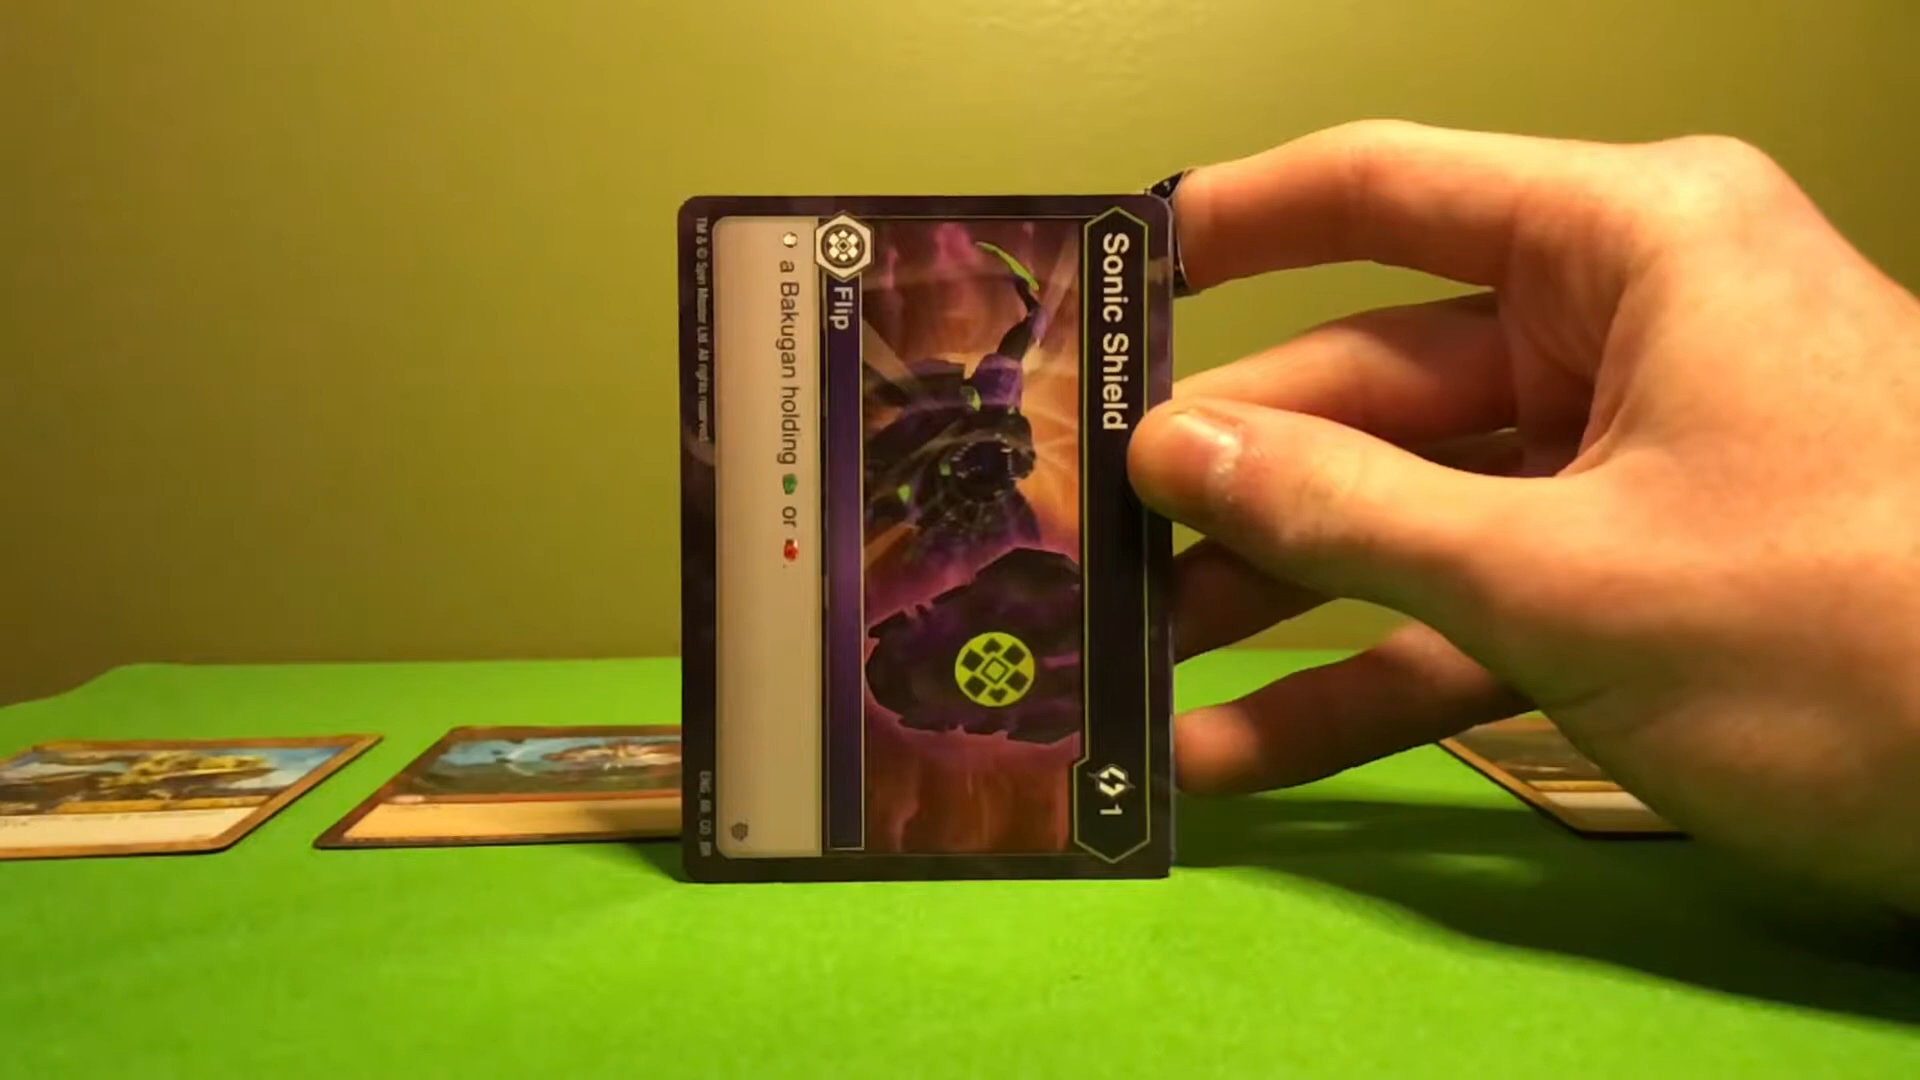 Sonic Shield
1
Flip
a Bakugan holding or .
TM & © Spin Master Ltd. All rights reserved.